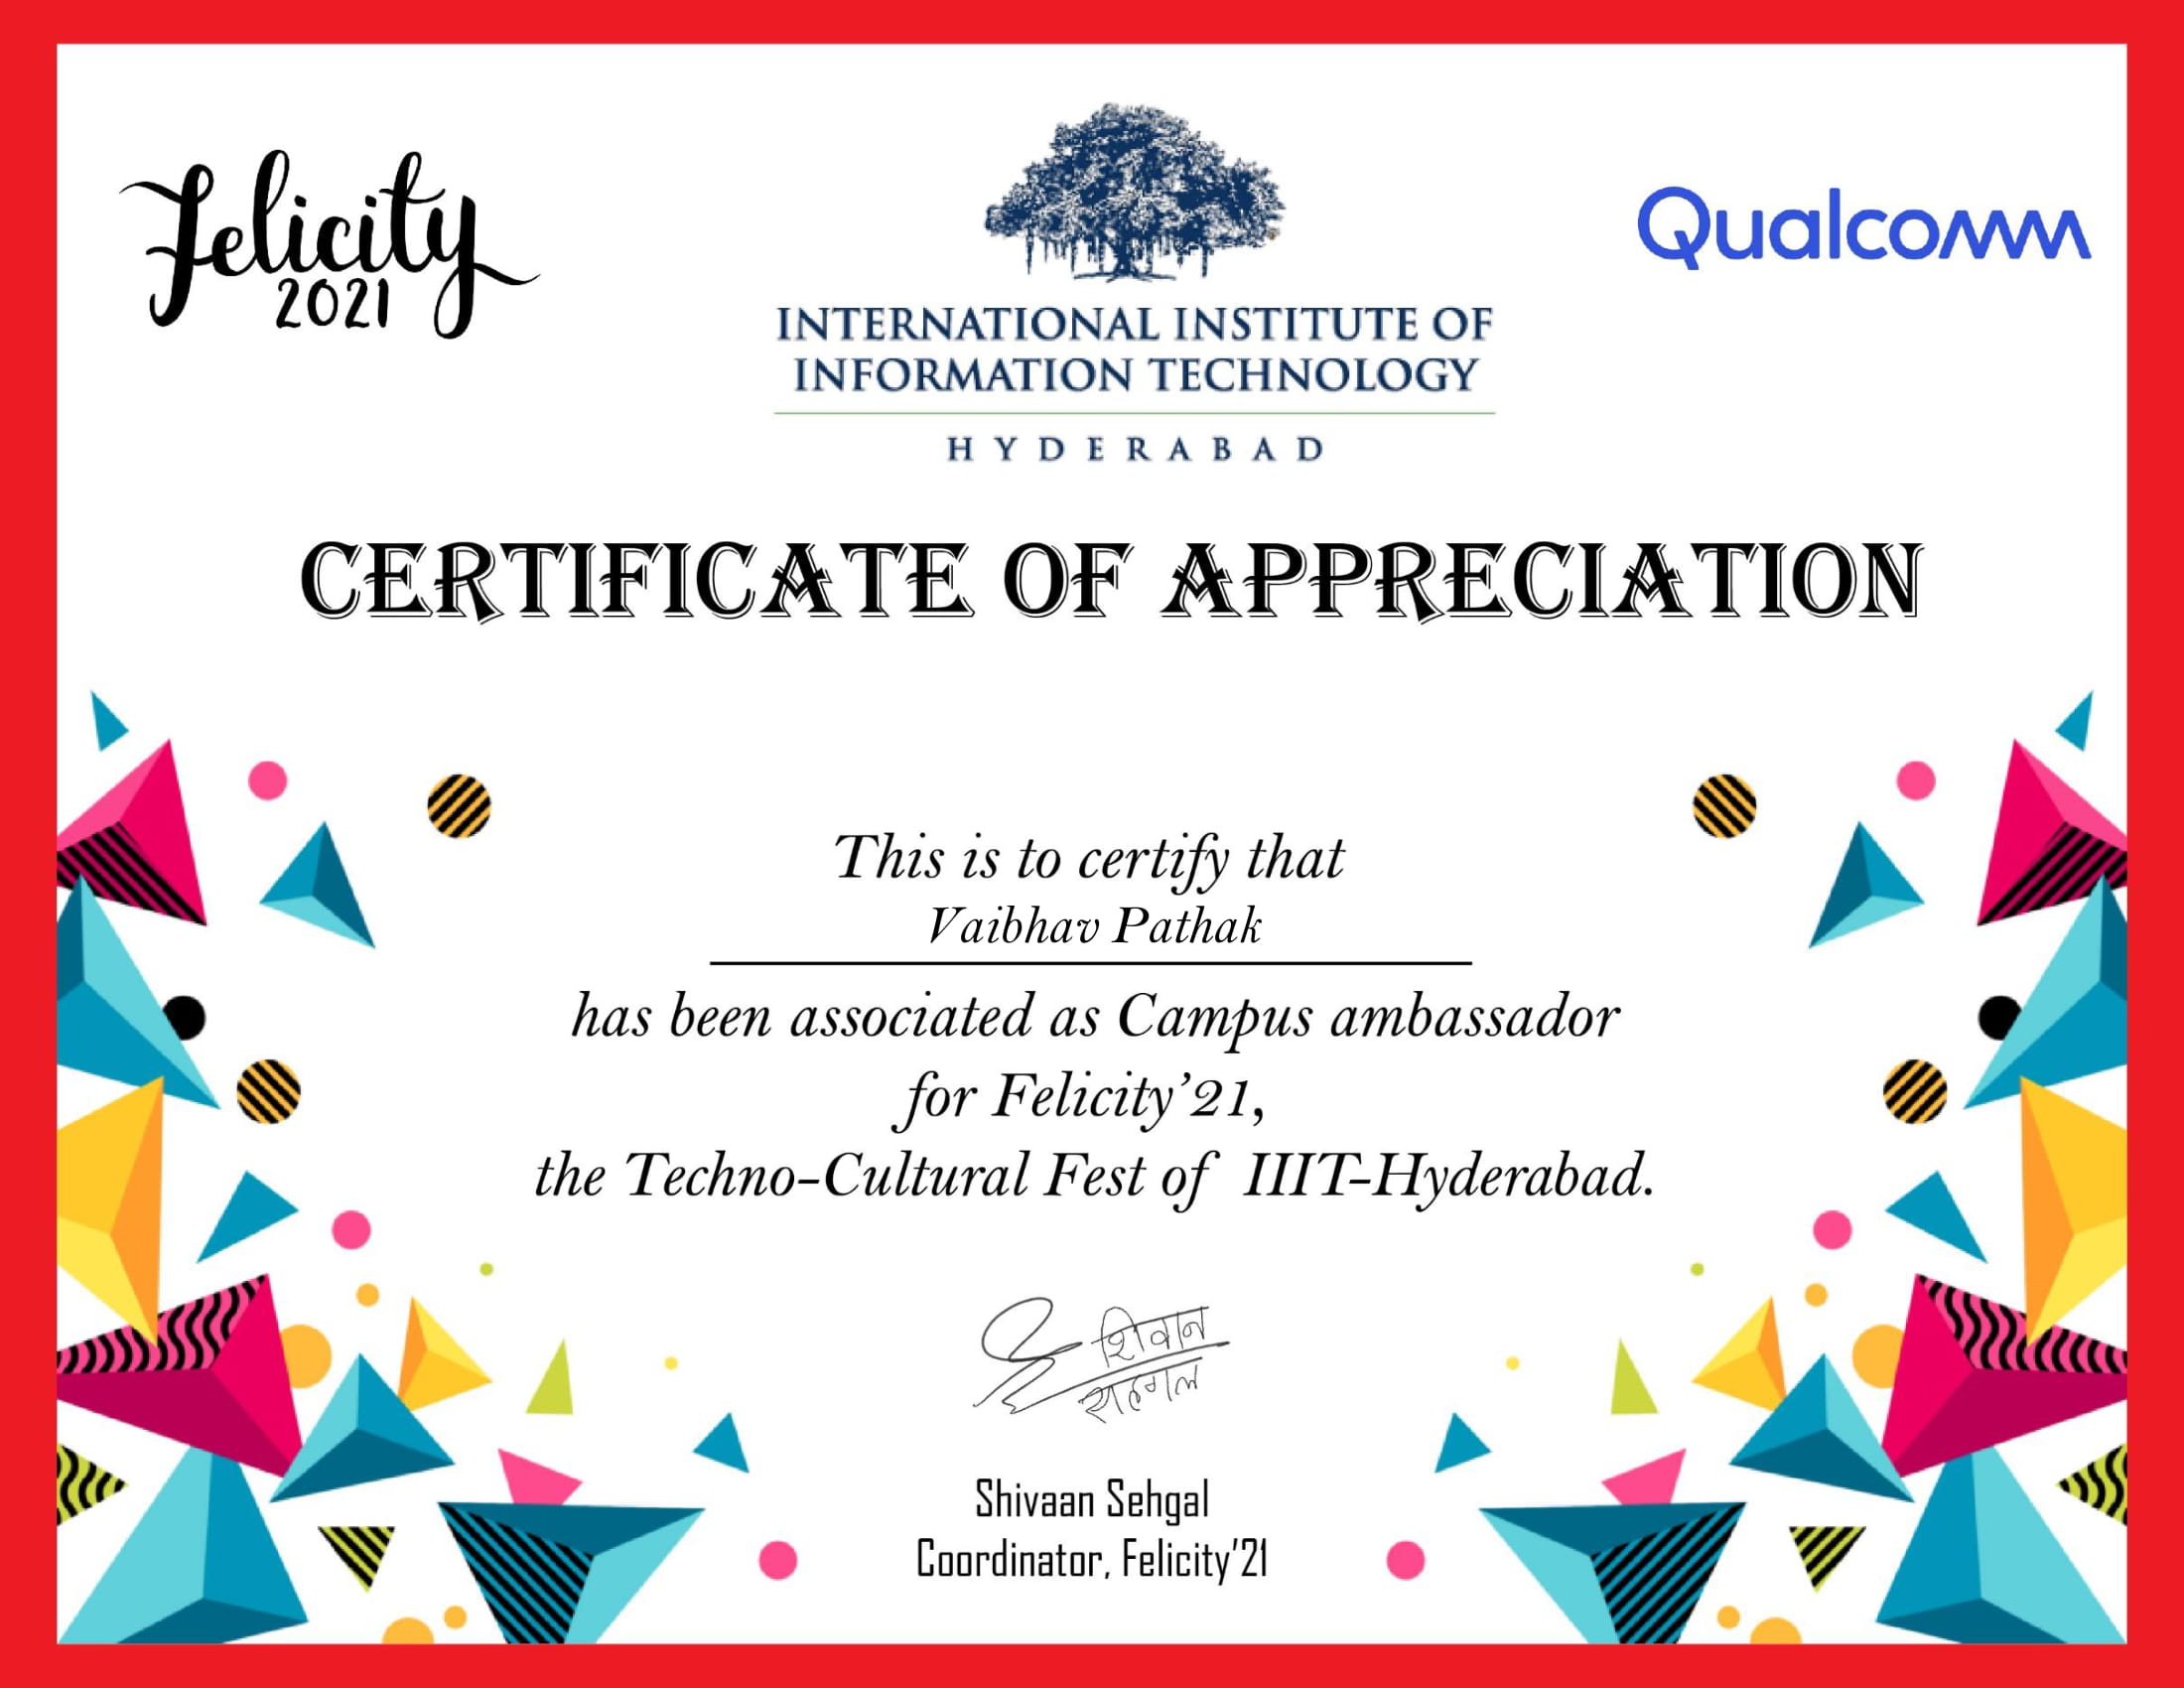 Felicity
2021
INTERNATIONAL INSTITUTE OF
INFORMATION TECHNOLOGY
HYDERABAD
Qualcomm
CERTIFICATE OF APPRECIATION
This is to certify that
Vaibhav Pathak
has been associated as Campus ambassador
for Felicity’21,
the Techno-Cultural Fest of IIIT-Hyderabad.
शिवान
सहगल
Shivaan Sehgal
Coordinator, Felicity'21